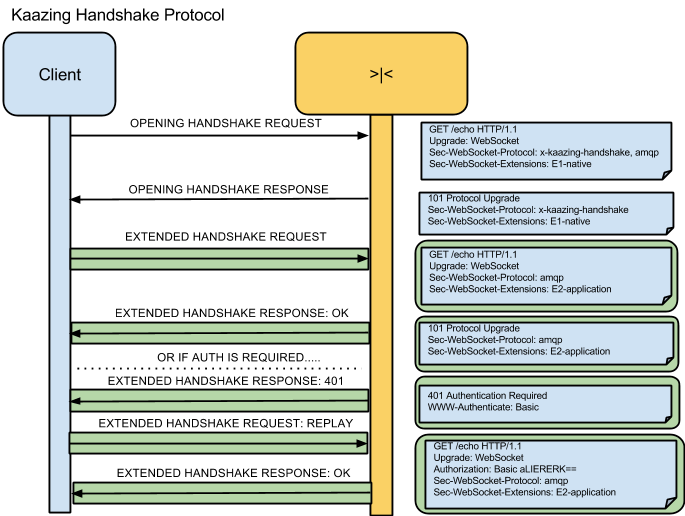 Kaazing Handshake Protocol
Client
>|<
OPENING HANDSHAKE REQUEST
GET /echo HTTP/1.1
Upgrade: WebSocket
Sec-WebSocket-Protocol: x-kaazing-handshake, amqp
Sec-WebSocket-Extensions: E1-native
OPENING HANDSHAKE RESPONSE
101 Protocol Upgrade
Sec-WebSocket-Protocol: x-kaazing-handshake
Sec-WebSocket-Extensions: E1-native
EXTENDED HANDSHAKE REQUEST
GET /echo HTTP/1.1
Upgrade: WebSocket
Sec-WebSocket-Protocol: amqp
Sec-WebSocket-Extensions: E2-application
EXTENDED HANDSHAKE RESPONSE: OK
101 Protocol Upgrade
Sec-WebSocket-Protocol: amqp
Sec-WebSocket-Extensions: E2-application
OR IF AUTH IS REQUIRED.....
EXTENDED HANDSHAKE RESPONSE: 401
401 Authentication Required
WWW-Authenticate: Basic
EXTENDED HANDSHAKE REQUEST: REPLAY
GET /echo HTTP/1.1
Upgrade: WebSocket
Authorization: Basic aLIERERK==
Sec-WebSocket-Protocol: amqp
Sec-WebSocket-Extensions: E2-application
EXTENDED HANDSHAKE RESPONSE: OK